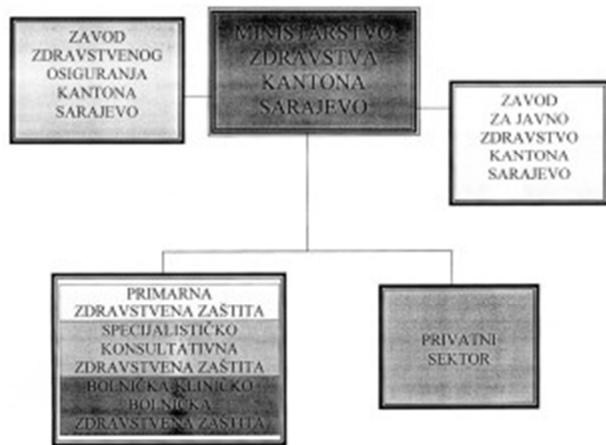 ZAVOD
ZDRAVSTVENOG
OSIGURANJA
KANTONA
SARAJEVO
MINISTARSTVO
ZDRAVSTVA
KANTONA
SARAJEVO
ZAVOD
ZA JAVNO
ZDRAVSTVO
KANTONA
SARAJEVO
PRIMARNA
ZDRAVSTVENA ZAŠTITA
SPECIJALISTIČKO
KONSULTATIVNA
ZDRAVSTVENA ZAŠTITA
BOLNIČKA KLINIČKO
BOLNIČKA
ZDRAVSTVENA ZAŠTITA
PRIVATNI
SEKTOR